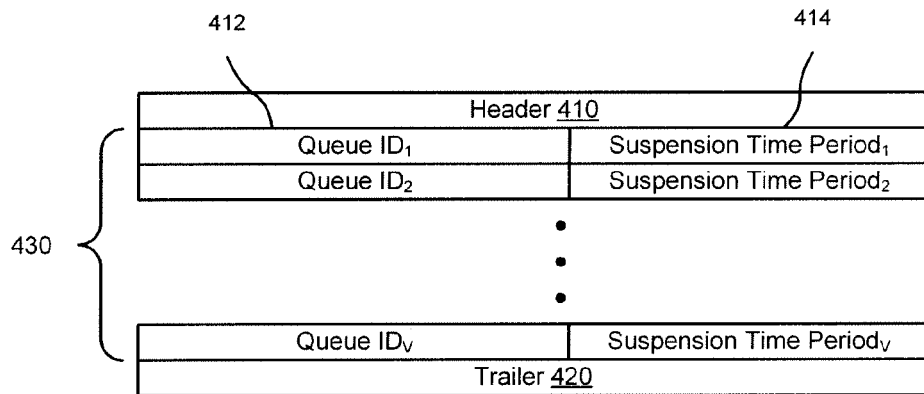 412
414
Header 410
Queue ID₁ Suspension Time Period₁
Queue ID₂ Suspension Time Period₂
430
Queue IDᵥ Suspension Time Periodᵥ
Trailer 420